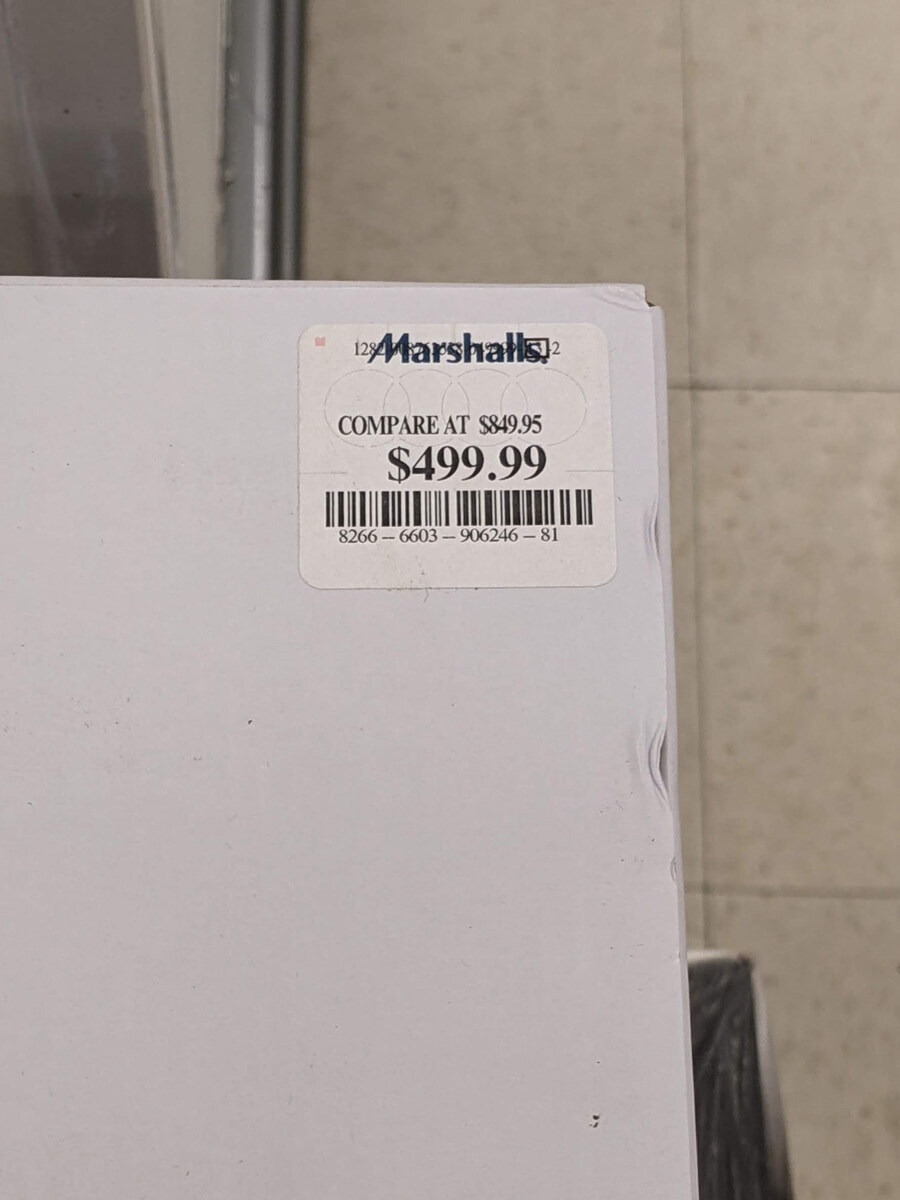 Marshalls.
COMPARE AT $849.95
$499.99
8266 – 6603 – 906246 – 81